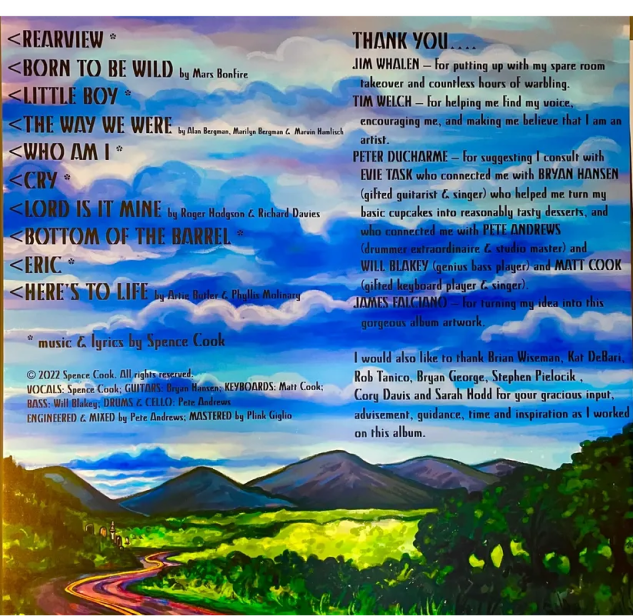 <REARVIEW *
<BORN TO BE WILD by Mars Bonfire
<LITTLE BOY *
<THE WAY WE WERE by Alan Bergman, Marilyn Bergman & Marvin Hamlisch
<WHO AM I *
<CRY *
<LORD IS IT MINE by Roger Hodgson & Richard Davies
<BOTTOM OF THE BARREL *
<ERIC *
<HERE'S TO LIFE by Artie Butler & Phyllis Molinary
* music & lyrics by Spence Cook
© 2022 Spence Cook. All rights reserved.
VOCALS: Spence Cook; GUITARS: Bryan Hansen; KEYBOARDS: Matt Cook;
BASS: Will Blakey; DRUMS & CELLO: Pete Andrews
ENGINEERED & MIXED by Pete Andrews; MASTERED by Plink Giglio
THANK YOU....
JIM WHALEN – for putting up with my spare room
takeover and countless hours of warbling.
TIM WELCH – for helping me find my voice,
encouraging me, and making me believe that I am an
artist.
PETER DUCHARME – for suggesting I consult with
EVIE TASK who connected me with BRYAN HANSEN
(gifted guitarist & singer) who helped me turn my
basic cupcakes into reasonably tasty desserts, and
who connected me with PETE ANDREWS
(drummer extraordinaire & studio master) and
WILL BLAKEY (genius bass player) and MATT COOK
(gifted keyboard player & singer).
JAMES FALCIANO – for turning my idea into this
gorgeous album artwork.
I would also like to thank Brian Wiseman, Kat DeBari,
Rob Tanico, Bryan George, Stephen Pielocik ,
Cory Davis and Sarah Hodd for your gracious input,
advisement, guidance, time and inspiration as I worked
on this album.